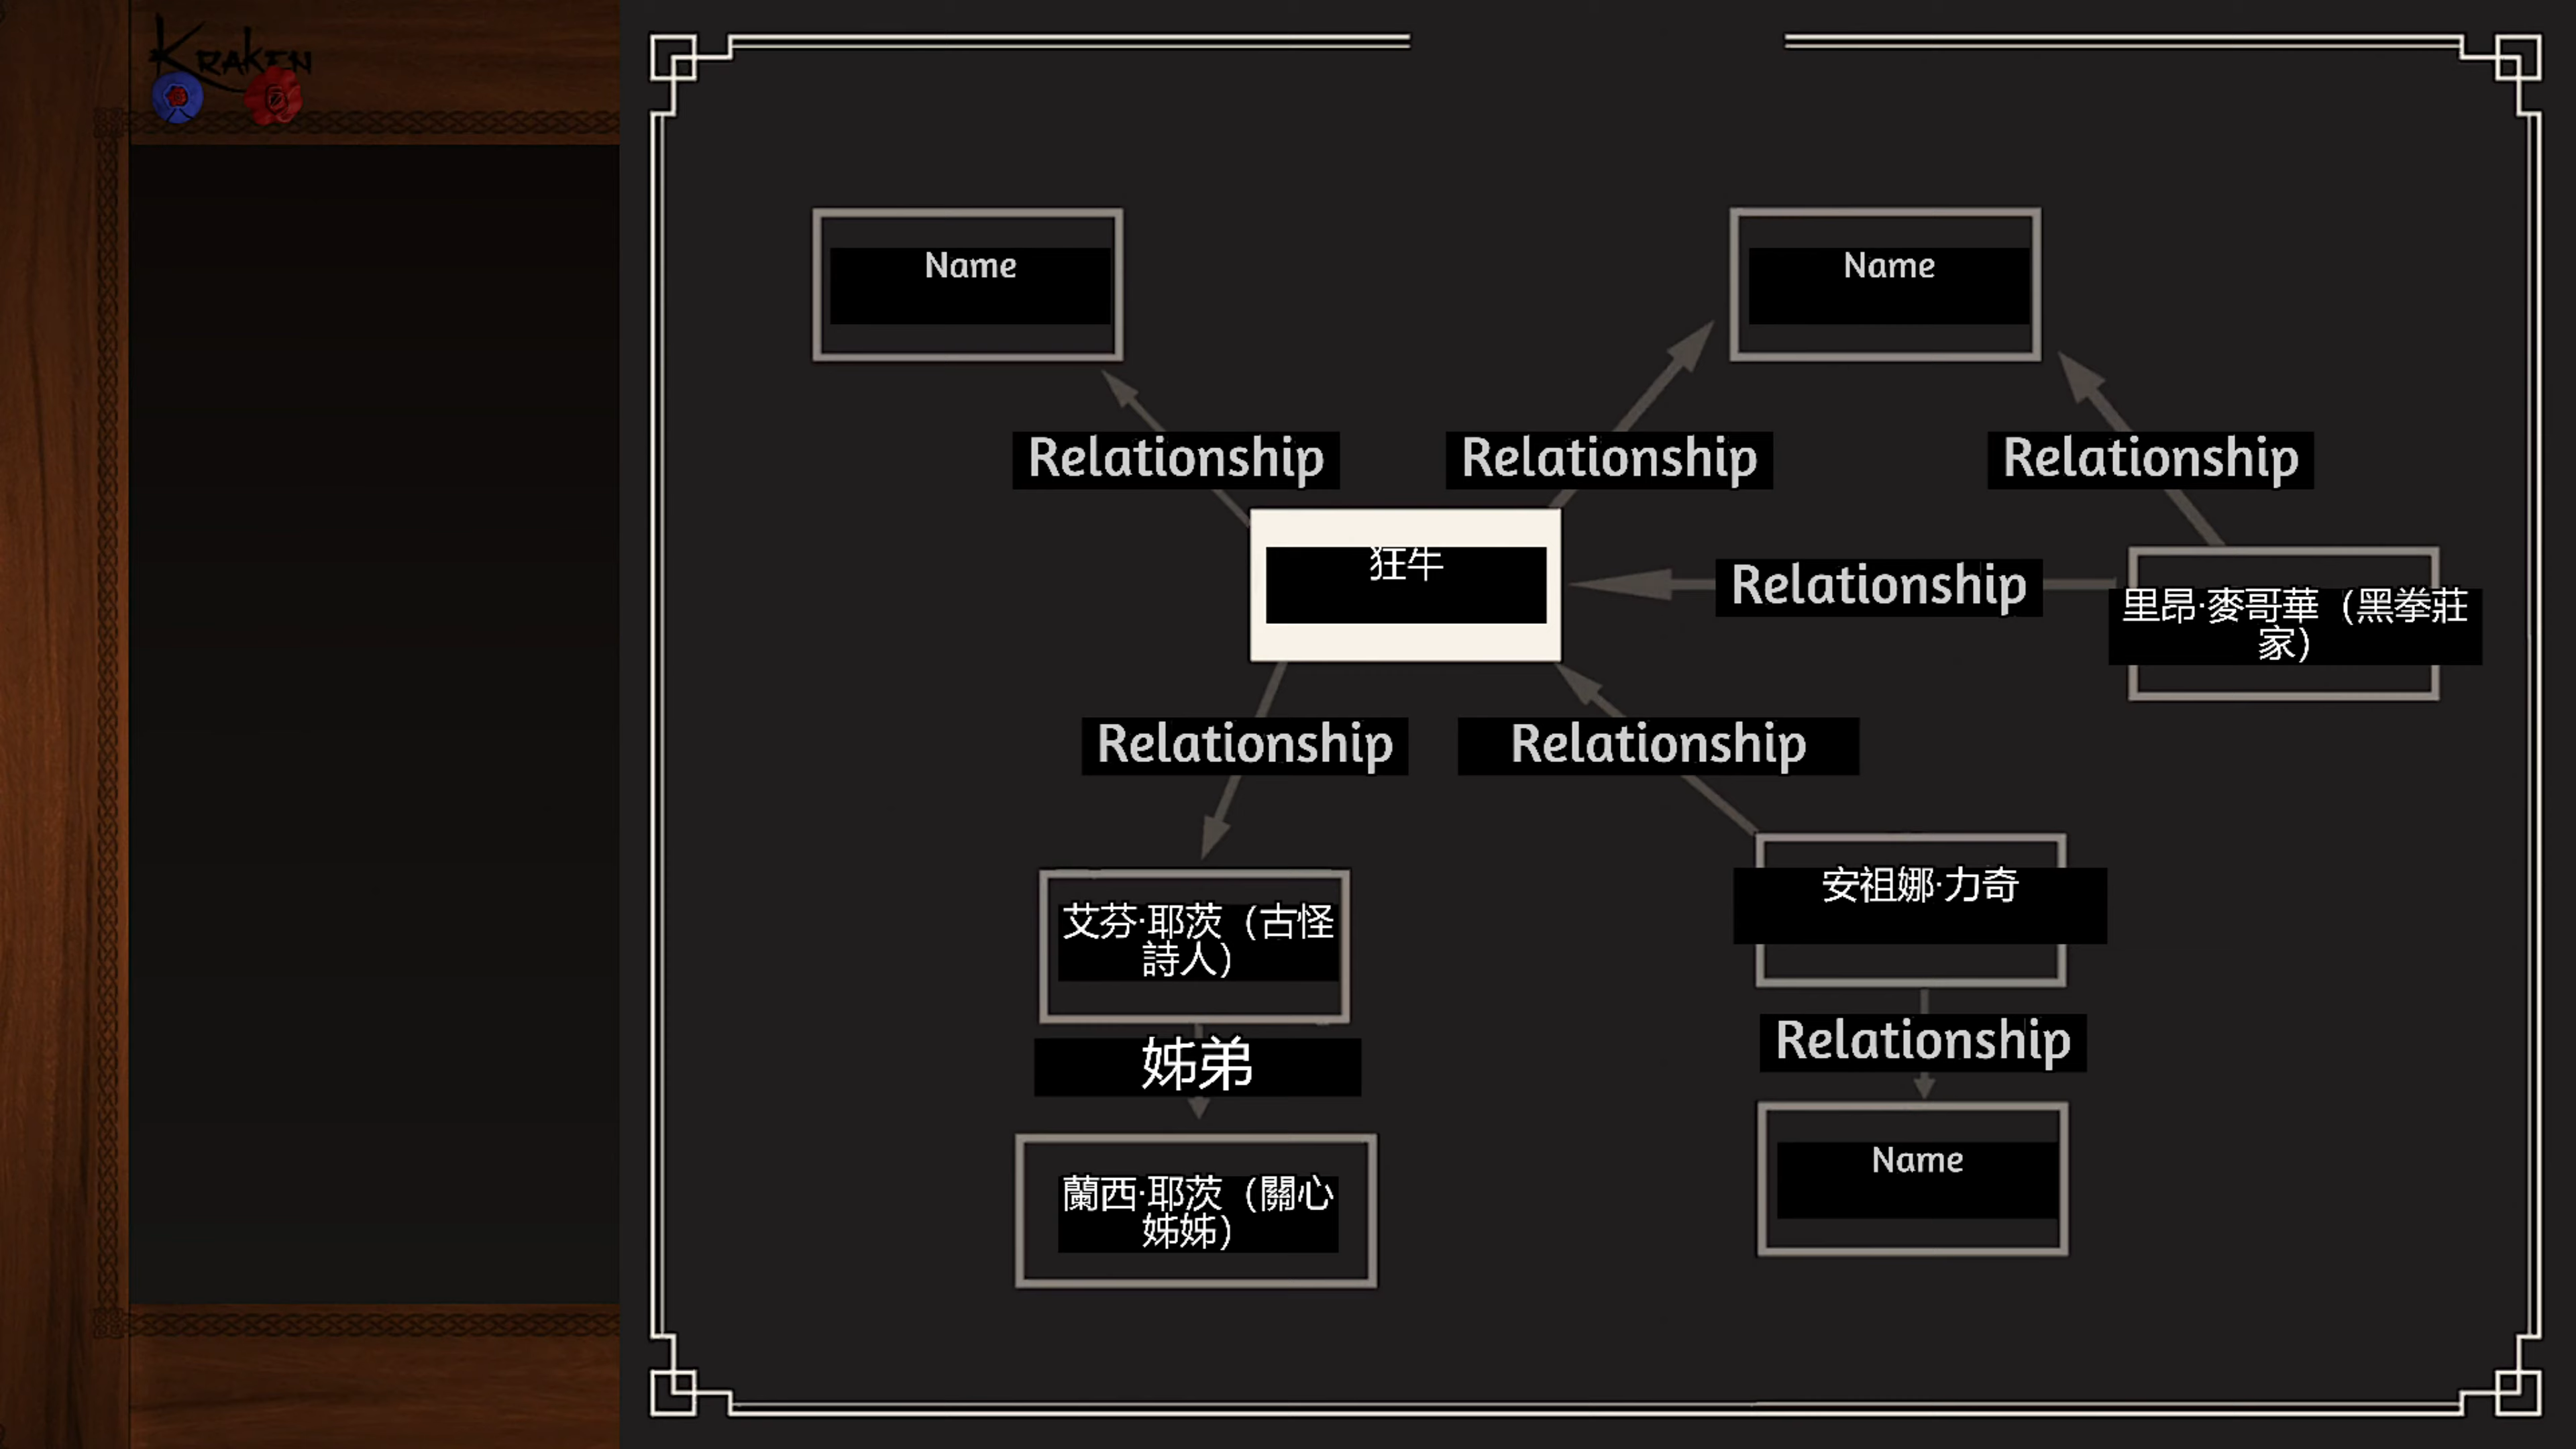 Kraken
Name
Name
Relationship
Relationship
Relationship
狂牛
Relationship
里昂·麥哥華（黑拳莊
家）
Relationship
Relationship
安祖娜·力奇
艾芬·耶茨（古怪
詩人）
Relationship
姊弟
Name
蘭西·耶茨（關心
姊姊）